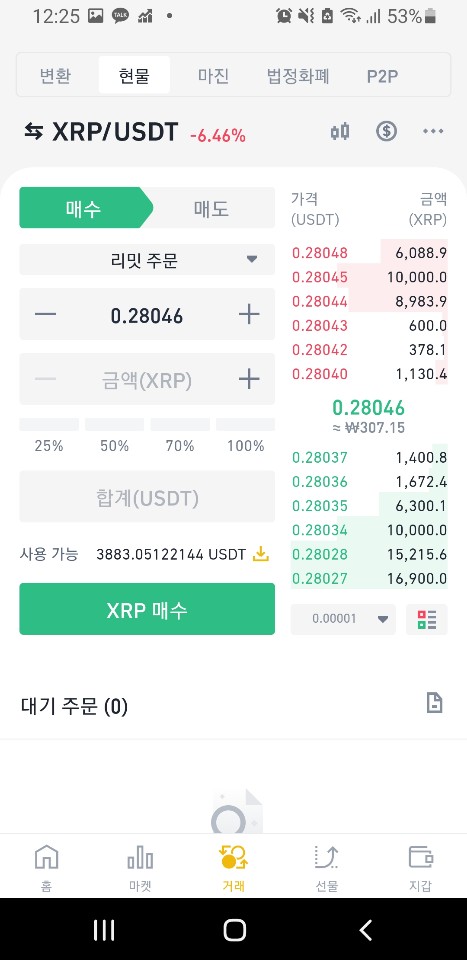 12:25 TALK 53%
변환 현물 마진 법정화폐 P2P
XRP/USDT -6.46%
매수 매도
가격 금액
(USDT) (XRP)
리밋 주문
0.28048 6,088.9
0.28045 10,000.0
0.28046
0.28044 8,983.9
0.28043 600.0
0.28042 378.1
금액(XRP)
0.28040 1,130.4
0.28046
≈ ₩307.15
25% 50% 70% 100%
0.28037 1,400.8
0.28036 1,672.4
합계(USDT)
0.28035 6,300.1
0.28034 10,000.0
사용 가능 3883.05122144 USDT
0.28028 15,215.6
0.28027 16,900.0
XRP 매수
0.00001
대기 주문 (0)
홈 마켓 거래 선물 지갑